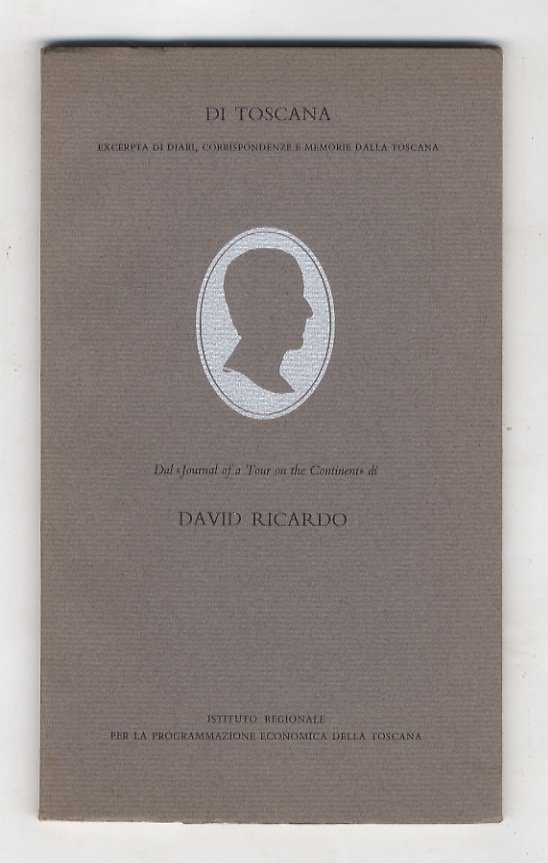 DI TOSCANA
EXCERPTA DI DIARI, CORRISPONDENZE E MEMORIE DALLA TOSCANA
Dal «Journal of a Tour on the Continent» di
DAVID RICARDO
ISTITUTO REGIONALE
PER LA PROGRAMMAZIONE ECONOMICA DELLA TOSCANA